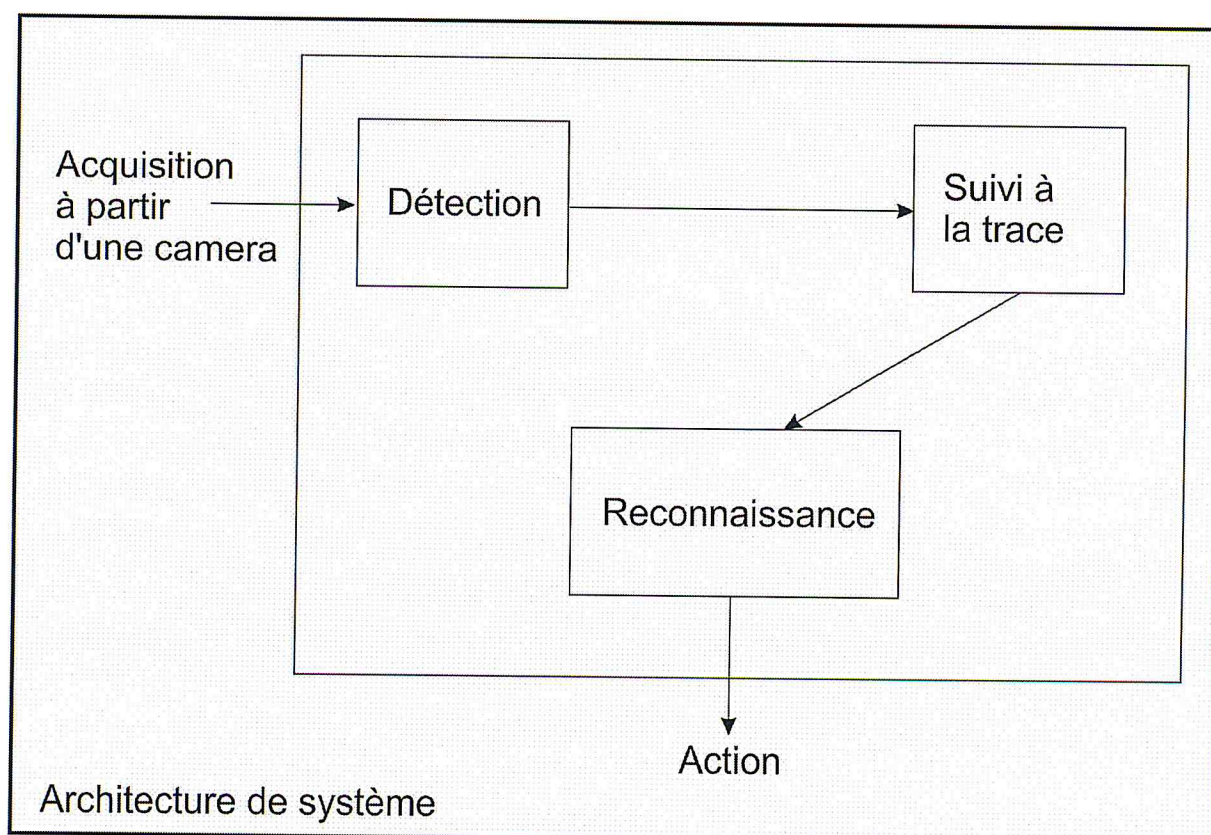 Acquisition
à partir
d'une camera
Détection
Suivi à
la trace
Reconnaissance
Action
Architecture de système